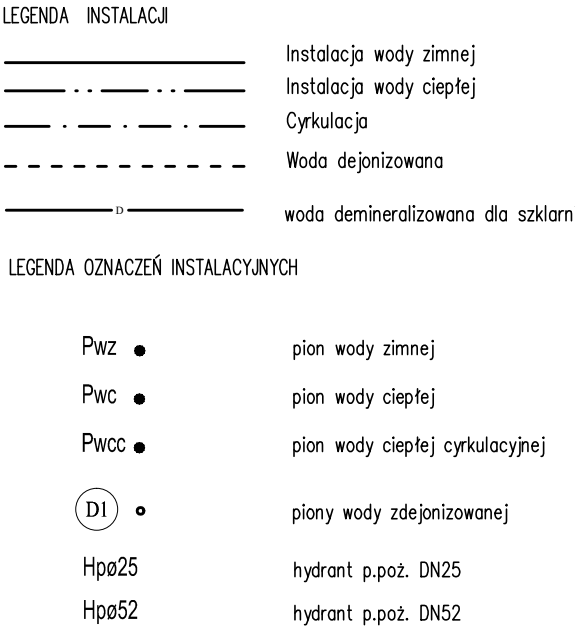 LEGENDA INSTALACJI
Instalacja wody zimnej
Instalacja wody ciepłej
Cyrkulacja
Woda dejonizowana
D woda demineralizowana dla szklarn
LEGENDA OZNACZEŃ INSTALACYJNYCH
Pwz pion wody zimnej
Pwc pion wody ciepłej
Pwcc pion wody ciepłej cyrkulacyjnej
D1 piony wody zdejonizowanej
Hpø25 hydrant p.poż. DN25
Hpø52 hydrant p.poż. DN52